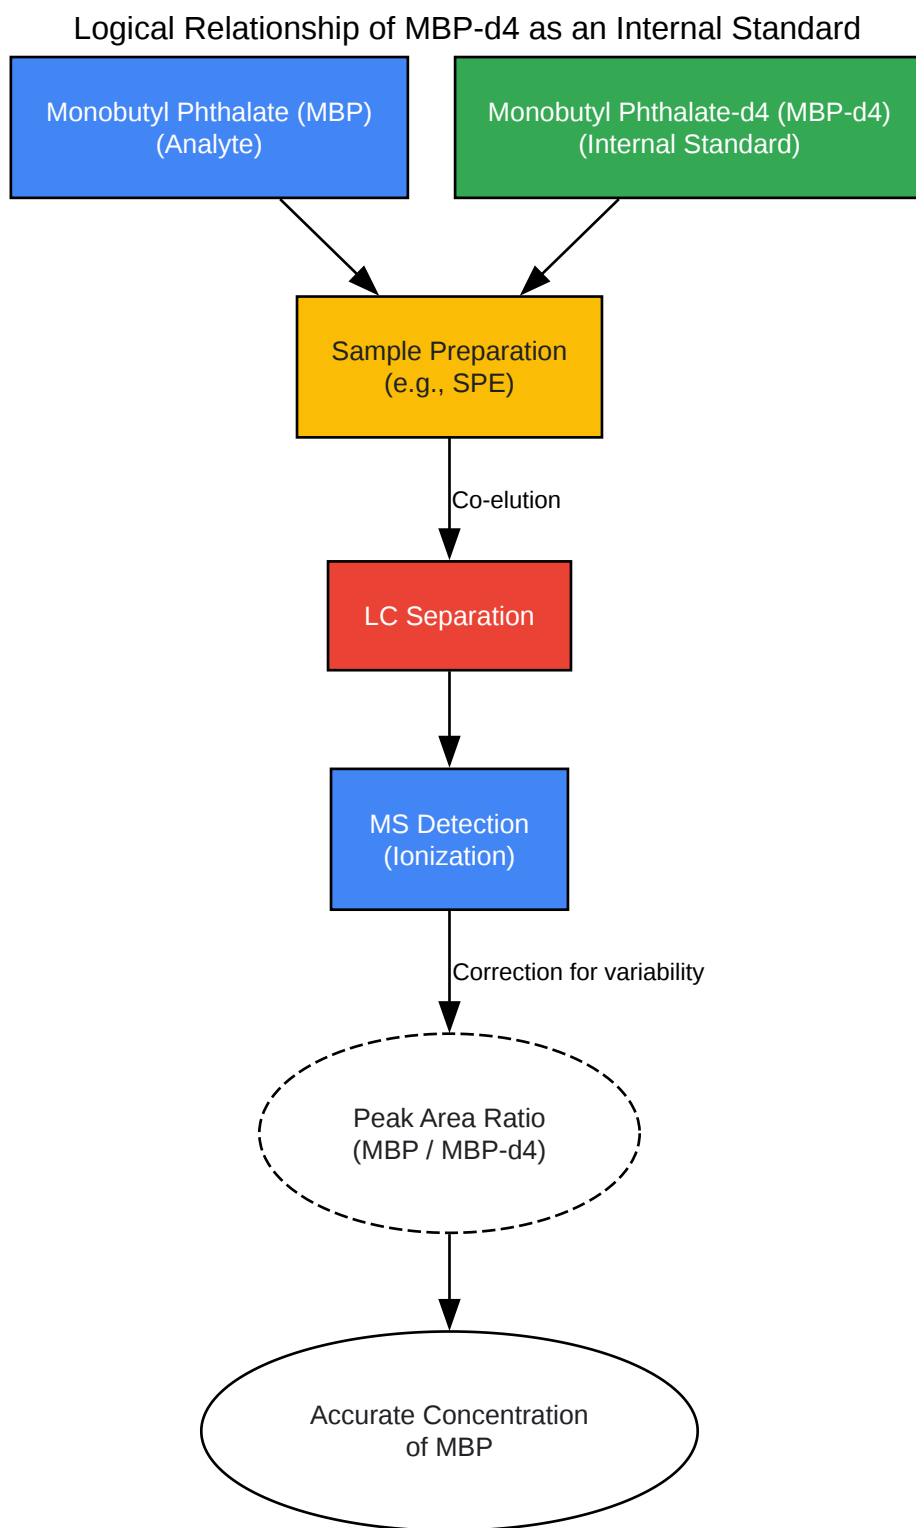 Logical Relationship of MBP-d4 as an Internal Standard
Monobutyl Phthalate (MBP)
(Analyte)
Monobutyl Phthalate-d4 (MBP-d4)
(Internal Standard)
Sample Preparation
(e.g., SPE)
Co-elution
LC Separation
MS Detection
(Ionization)
Correction for variability
Peak Area Ratio
(MBP / MBP-d4)
Accurate Concentration
of MBP